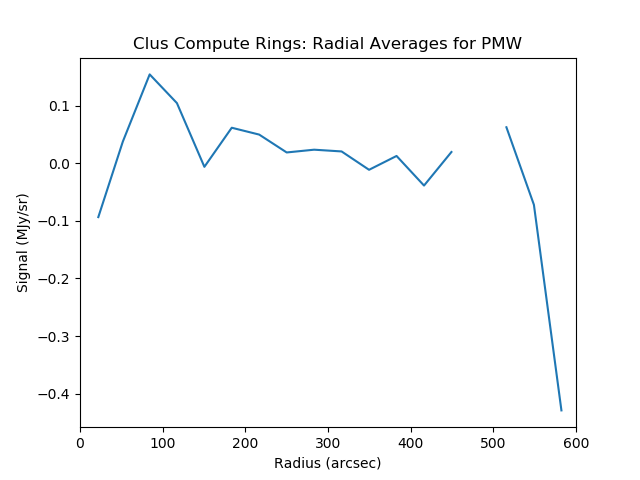 Clus Compute Rings: Radial Averages for PMW
Signal (MJy/sr)
0.1
0.0
−0.1
−0.2
−0.3
−0.4
0 100 200 300 400 500 600
Radius (arcsec)